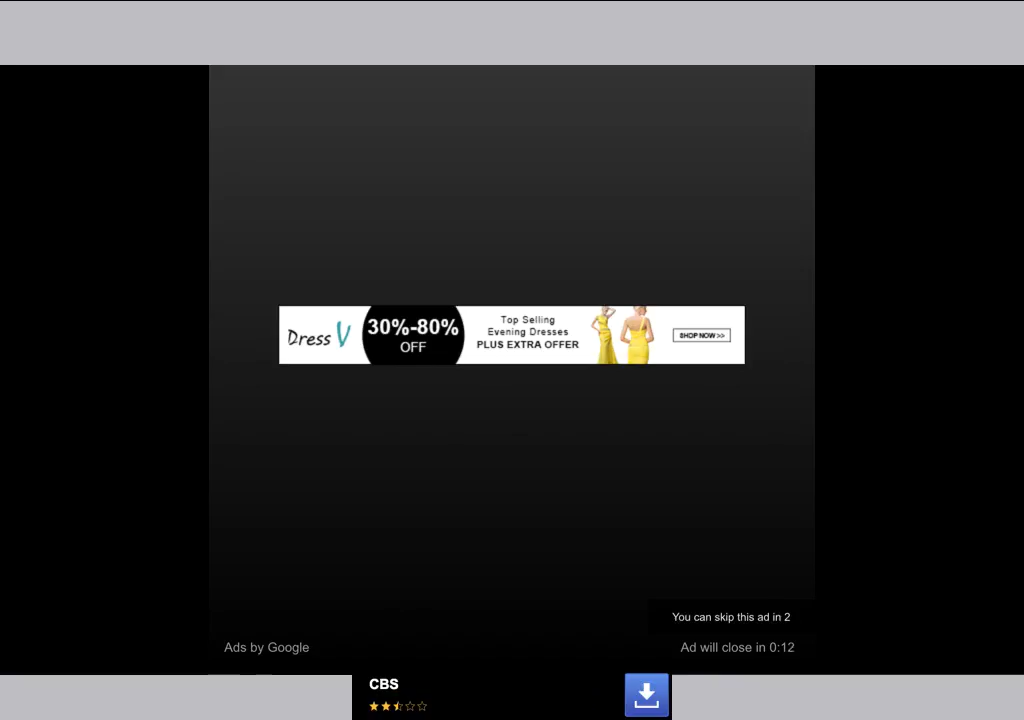 Dress V
30%-80%
OFF
Top Selling
Evening Dresses
PLUS EXTRA OFFER
SHOP NOW >>
You can skip this ad in 2
Ads by Google
Ad will close in 0:12
CBS